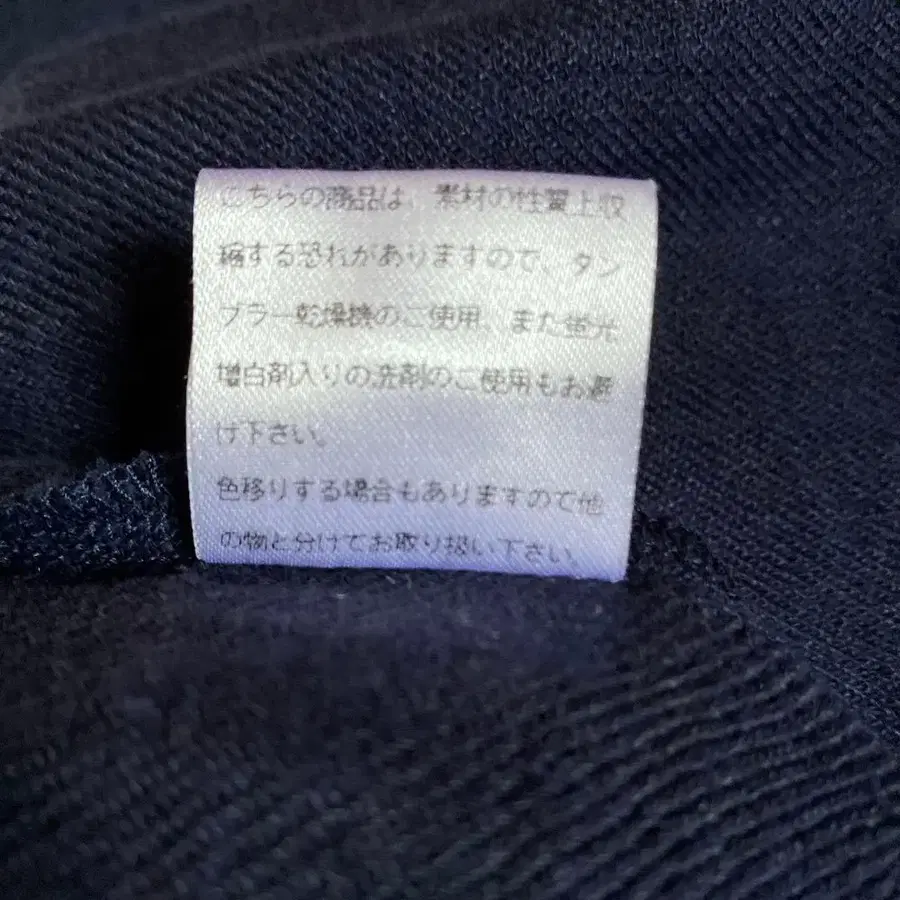 こちらの商品は、素材の性質上収
縮する恐れがありますので、タン
ブラー乾燥機のご使用、また蛍光
増白剤入りの洗剤のご使用もお避
け下さい。
色移りする場合もありますので他
の物と分けてお取り扱い下さい。